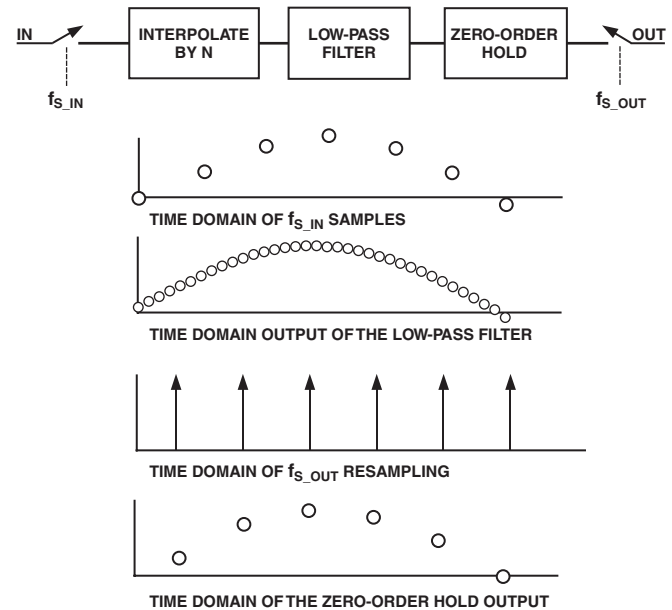 IN
INTERPOLATE
BY N
LOW-PASS
FILTER
ZERO-ORDER
HOLD
OUT
fS_IN
fS_OUT
TIME DOMAIN OF fS_IN SAMPLES
TIME DOMAIN OUTPUT OF THE LOW-PASS FILTER
TIME DOMAIN OF fS_OUT RESAMPLING
TIME DOMAIN OF THE ZERO-ORDER HOLD OUTPUT